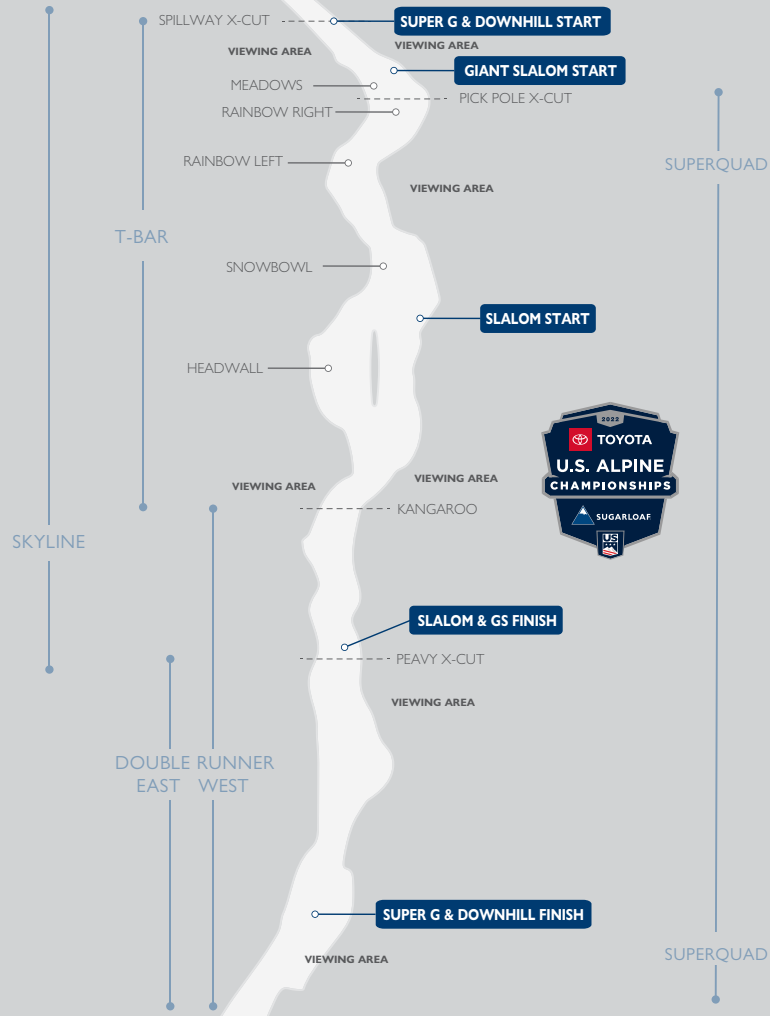 SPILLWAY X-CUT
SUPER G & DOWNHILL START
VIEWING AREA
VIEWING AREA
GIANT SLALOM START
MEADOWS
PICK POLE X-CUT
RAINBOW RIGHT
RAINBOW LEFT
SUPERQUAD
VIEWING AREA
T-BAR
SNOWBOWL
SLALOM START
HEADWALL
2022
TOYOTA
U.S. ALPINE
CHAMPIONSHIPS
SUGARLOAF
US
VIEWING AREA
VIEWING AREA
KANGAROO
SKYLINE
SLALOM & GS FINISH
PEAVY X-CUT
VIEWING AREA
DOUBLE RUNNER
EAST WEST
SUPER G & DOWNHILL FINISH
VIEWING AREA
SUPERQUAD